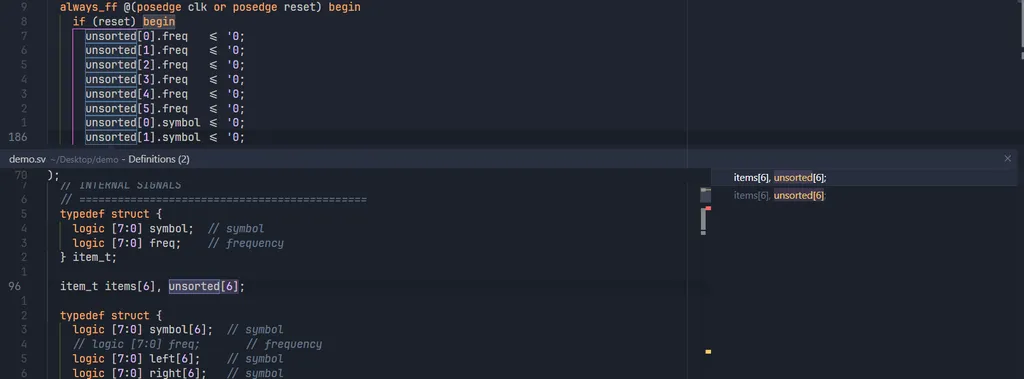 9 always_ff @(posedge clk or posedge reset) begin
8 if (reset) begin
7 unsorted[0].freq <= '0;
6 unsorted[1].freq <= '0;
5 unsorted[2].freq <= '0;
4 unsorted[3].freq <= '0;
3 unsorted[4].freq <= '0;
2 unsorted[5].freq <= '0;
1 unsorted[0].symbol <= '0;
186 unsorted[1].symbol <= '0;
demo.sv ~/Desktop/demo - Definitions (2)
70 );
7 // INTERNAL SIGNALS
6 // =============================================
5 typedef struct {
4 logic [7:0] symbol; // symbol
3 logic [7:0] freq; // frequency
2 } item_t;
1
96 item_t items[6], unsorted[6];
1
2 typedef struct {
3 logic [7:0] symbol[6]; // symbol
4 // logic [7:0] freq; // frequency
5 logic [7:0] left[6]; // symbol
6 logic [7:0] right[6]; // symbol
items[6], unsorted[6];
items[6], unsorted[6]